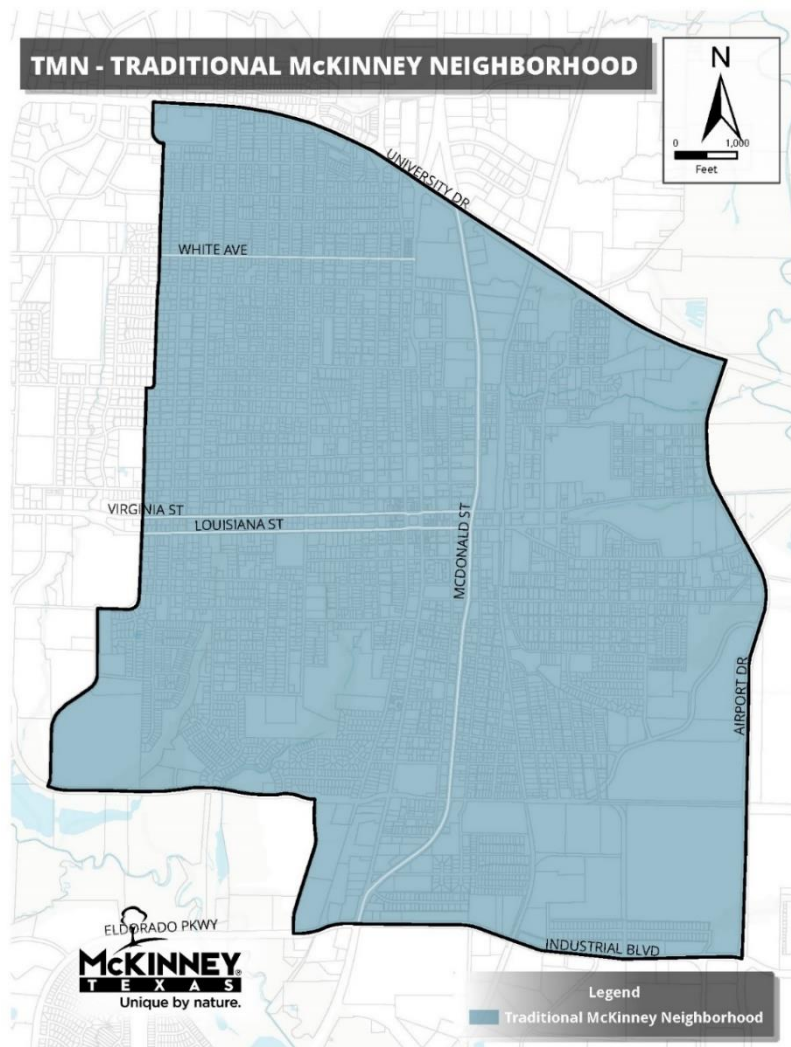 TMN - TRADITIONAL McKINNEY NEIGHBORHOOD
N
0 1,000
Feet
UNIVERSITY DR
WHITE AVE
VIRGINIA ST
LOUISIANA ST
MCDONALD ST
AIRPORT DR
ELDORADO PKWY
INDUSTRIAL BLVD
McKINNEY®
TEXAS
Unique by nature.
Legend
Traditional McKinney Neighborhood